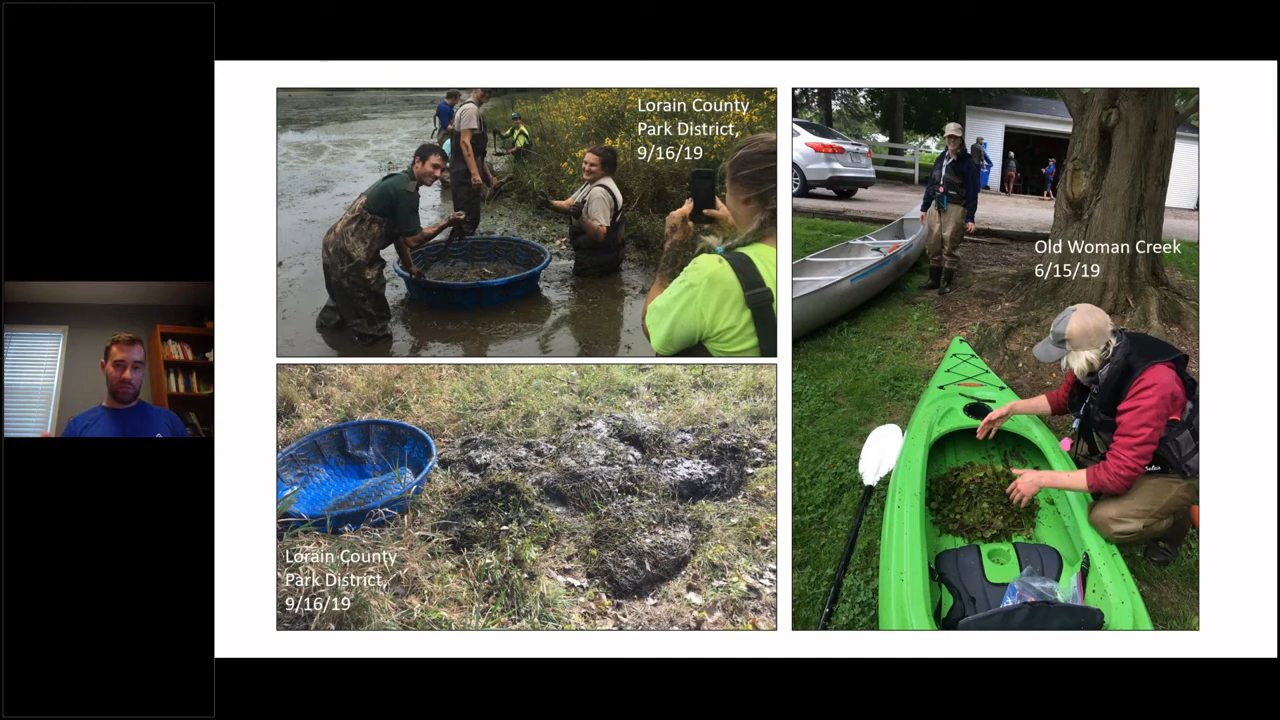 Lorain County
Park District,
9/16/19
Old Woman Creek
6/15/19
Lorain County
Park District,
9/16/19